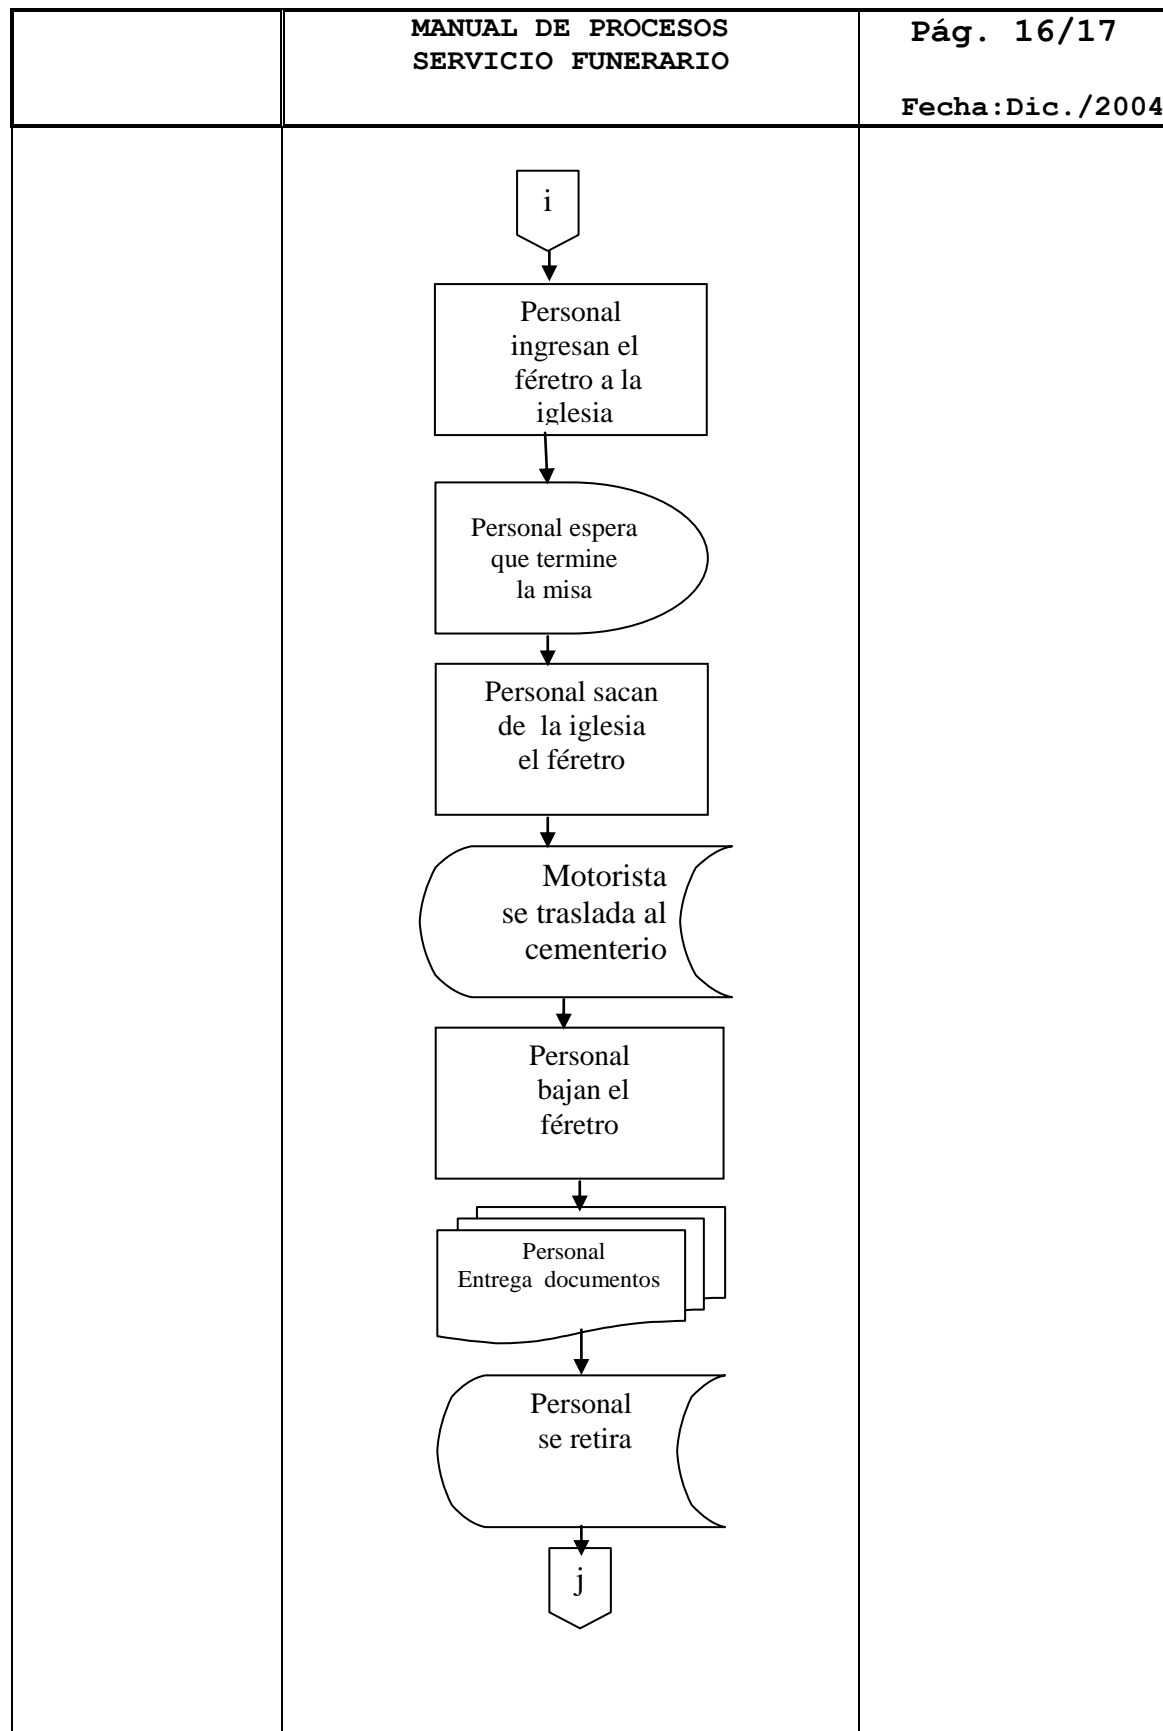 MANUAL DE PROCESOS
SERVICIO FUNERARIO
Pág. 16/17
Fecha:Dic./2004
i
Personal
ingresan el
féretro a la
iglesia
Personal espera
que termine
la misa
Personal sacan
de la iglesia
el féretro
Motorista
se traslada al
cementerio
Personal
bajan el
féretro
Personal
Entrega documentos
Personal
se retira
j